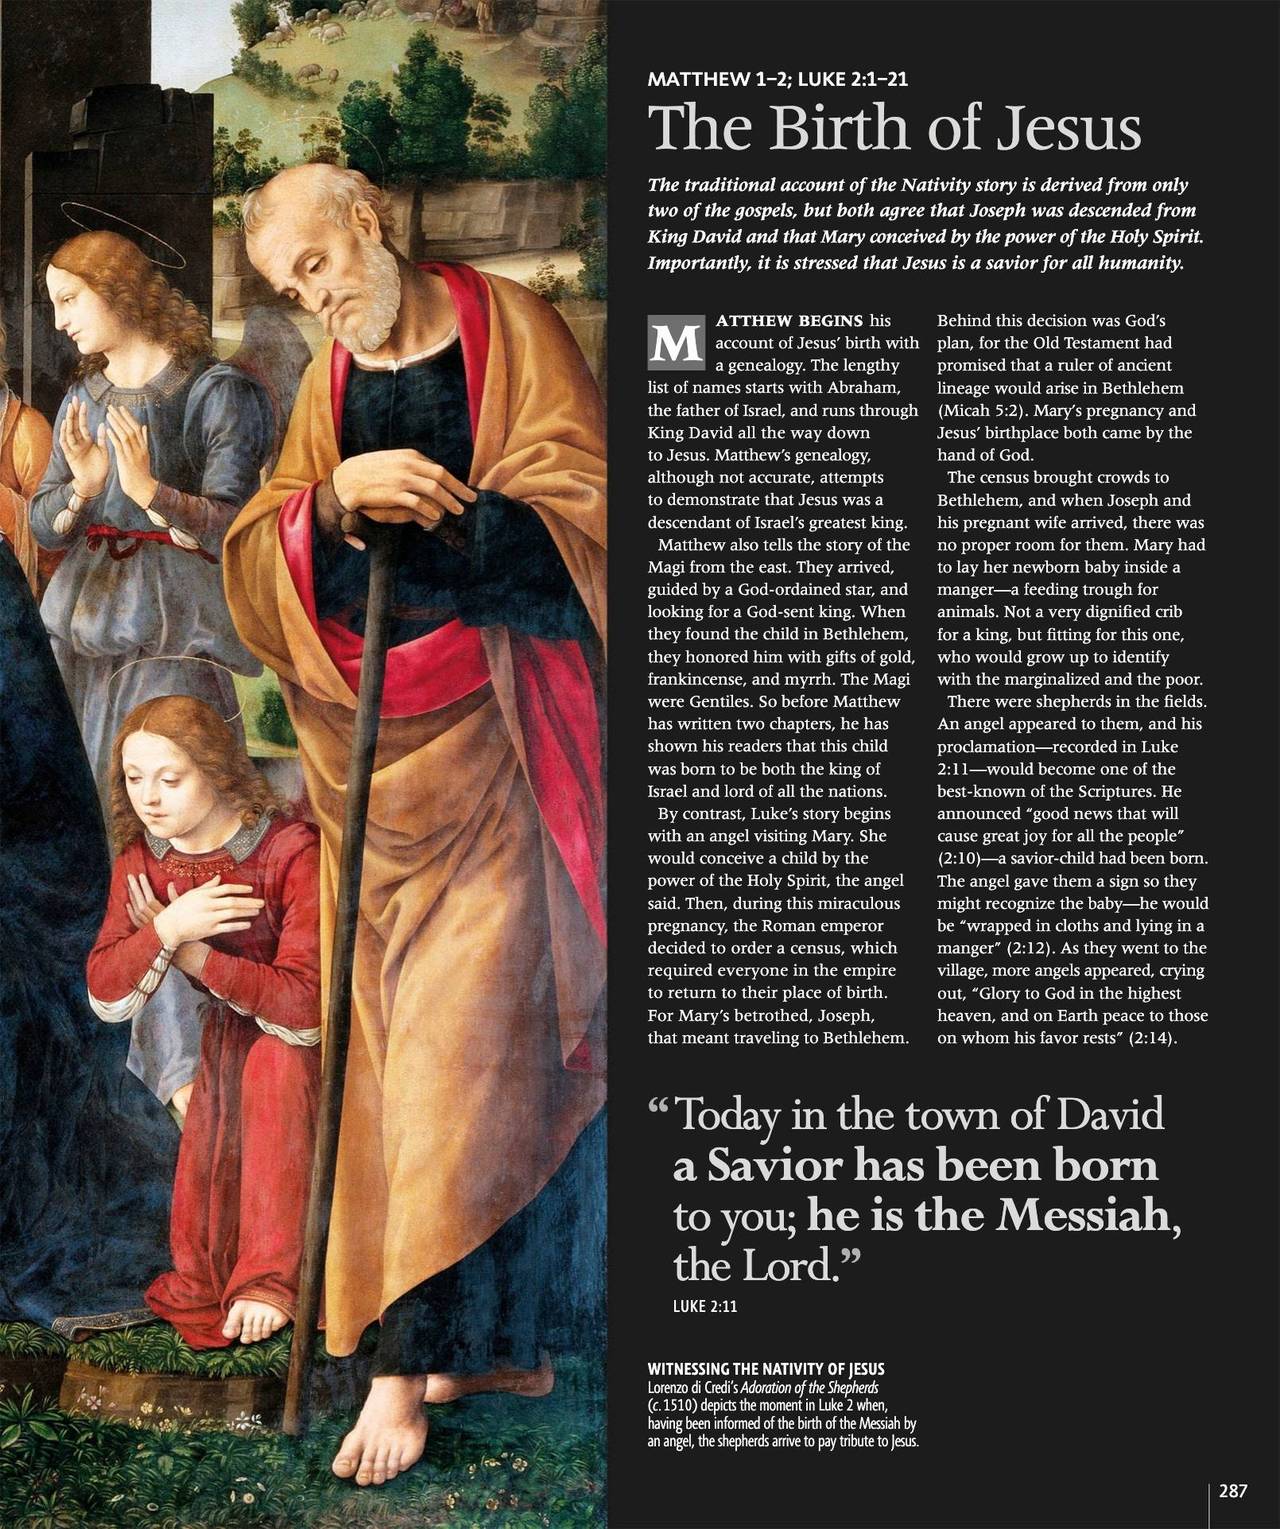 MATTHEW 1–2; LUKE 2:1–21
The Birth of Jesus
The traditional account of the Nativity story is derived from only
two of the gospels, but both agree that Joseph was descended from
King David and that Mary conceived by the power of the Holy Spirit.
Importantly, it is stressed that Jesus is a savior for all humanity.
MATTHEW BEGINS his
account of Jesus’ birth with
a genealogy. The lengthy
list of names starts with Abraham,
the father of Israel, and runs through
King David all the way down
to Jesus. Matthew’s genealogy,
although not accurate, attempts
to demonstrate that Jesus was a
descendant of Israel’s greatest king.
Matthew also tells the story of the
Magi from the east. They arrived,
guided by a God-ordained star, and
looking for a God-sent king. When
they found the child in Bethlehem,
they honored him with gifts of gold,
frankincense, and myrrh. The Magi
were Gentiles. So before Matthew
has written two chapters, he has
shown his readers that this child
was born to be both the king of
Israel and lord of all the nations.
By contrast, Luke’s story begins
with an angel visiting Mary. She
would conceive a child by the
power of the Holy Spirit, the angel
said. Then, during this miraculous
pregnancy, the Roman emperor
decided to order a census, which
required everyone in the empire
to return to their place of birth.
For Mary’s betrothed, Joseph,
that meant traveling to Bethlehem.
Behind this decision was God’s
plan, for the Old Testament had
promised that a ruler of ancient
lineage would arise in Bethlehem
(Micah 5:2). Mary’s pregnancy and
Jesus’ birthplace both came by the
hand of God.
The census brought crowds to
Bethlehem, and when Joseph and
his pregnant wife arrived, there was
no proper room for them. Mary had
to lay her newborn baby inside a
manger—a feeding trough for
animals. Not a very dignified crib
for a king, but fitting for this one,
who would grow up to identify
with the marginalized and the poor.
There were shepherds in the fields.
An angel appeared to them, and his
proclamation—recorded in Luke
2:11—would become one of the
best-known of the Scriptures. He
announced “good news that will
cause great joy for all the people”
(2:10)—a savior-child had been born.
The angel gave them a sign so they
might recognize the baby—he would
be “wrapped in cloths and lying in a
manger” (2:12). As they went to the
village, more angels appeared, crying
out, “Glory to God in the highest
heaven, and on Earth peace to those
on whom his favor rests” (2:14).
“Today in the town of David
a Savior has been born
to you; he is the Messiah,
the Lord.”
LUKE 2:11
WITNESSING THE NATIVITY OF JESUS
Lorenzo di Credi’s Adoration of the Shepherds
(c. 1510) depicts the moment in Luke 2 when,
having been informed of the birth of the Messiah by
an angel, the shepherds arrive to pay tribute to Jesus.
287